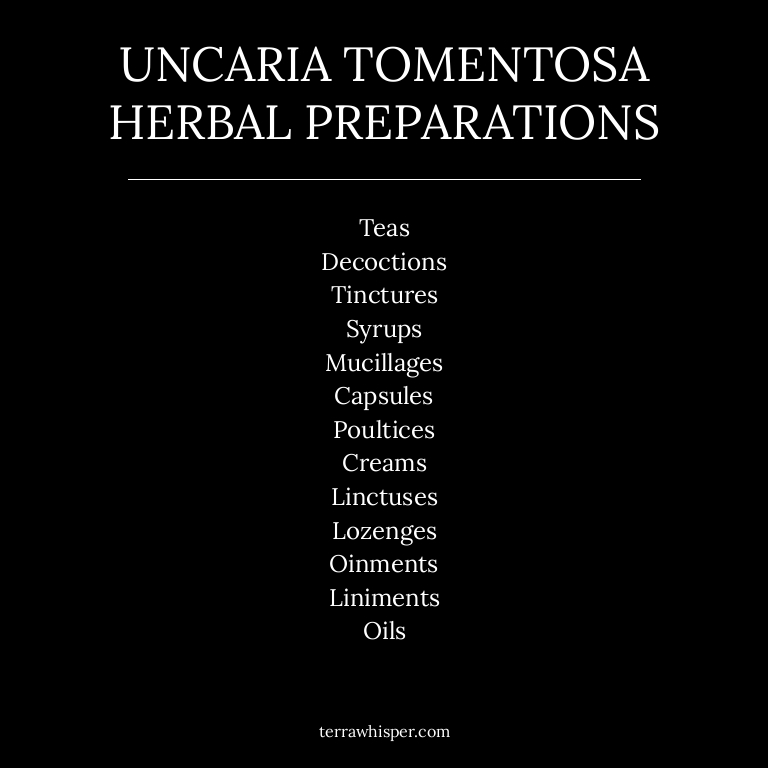 UNCARIA TOMENTOSA
HERBAL PREPARATIONS
Teas
Decoctions
Tinctures
Syrups
Mucillages
Capsules
Poultices
Creams
Linctuses
Lozenges
Oinments
Liniments
Oils
terrawhisper.com